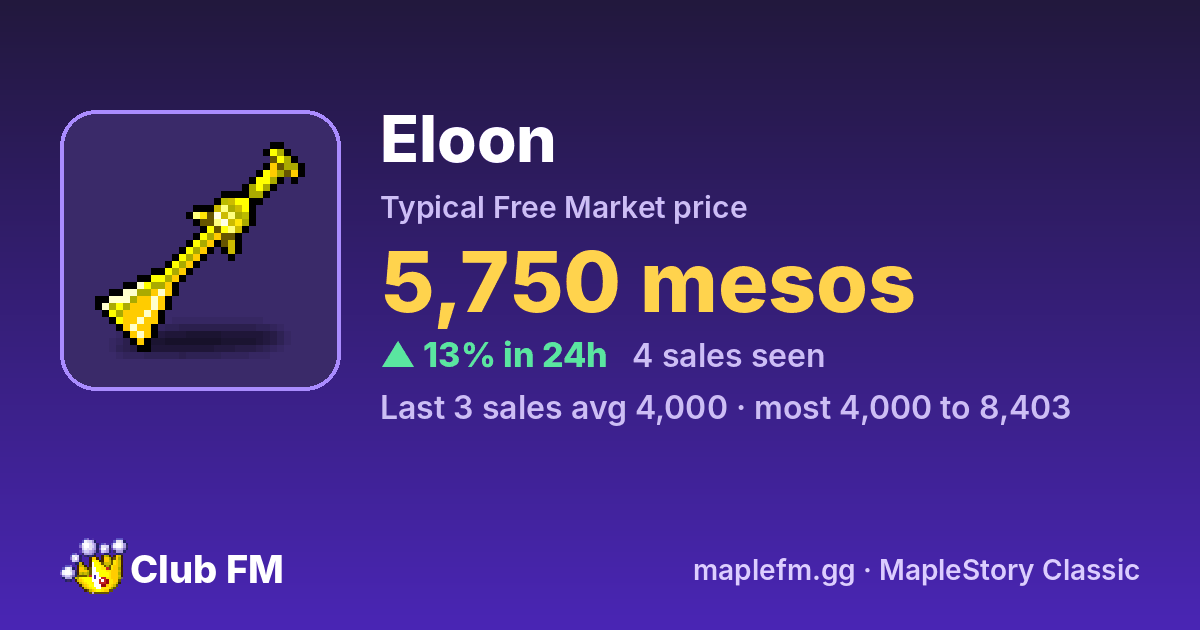 Eloon
Typical Free Market price
5,750 mesos
▲ 13% in 24h 4 sales seen
Last 3 sales avg 4,000 · most 4,000 to 8,403
Club FM
maplefm.gg · MapleStory Classic